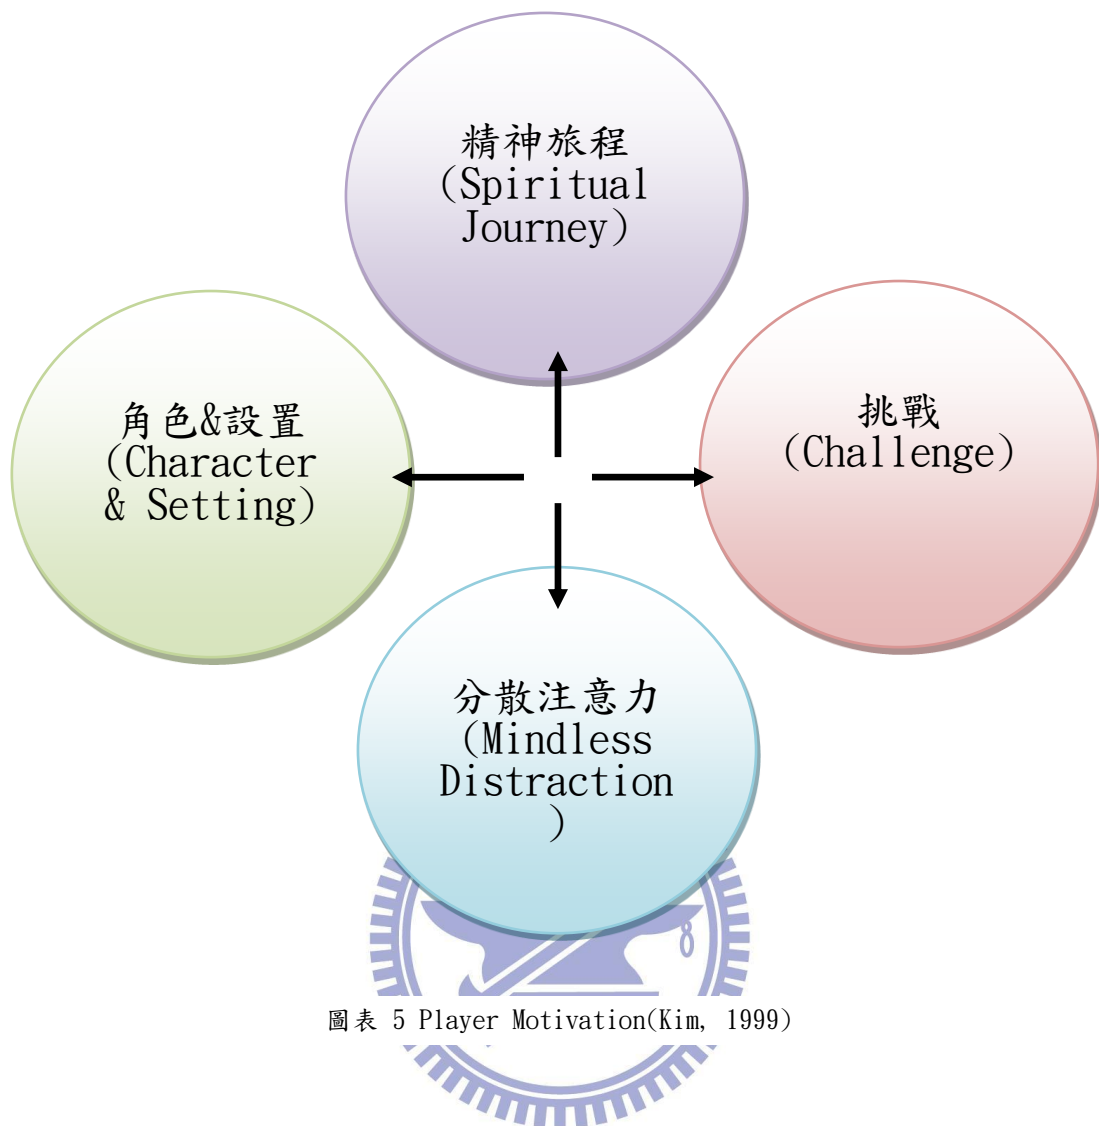 精神旅程
(Spiritual
Journey)
角色&設置
(Character
& Setting)
挑戰
(Challenge)
分散注意力
(Mindless
Distraction
)
圖表 5 Player Motivation(Kim, 1999)